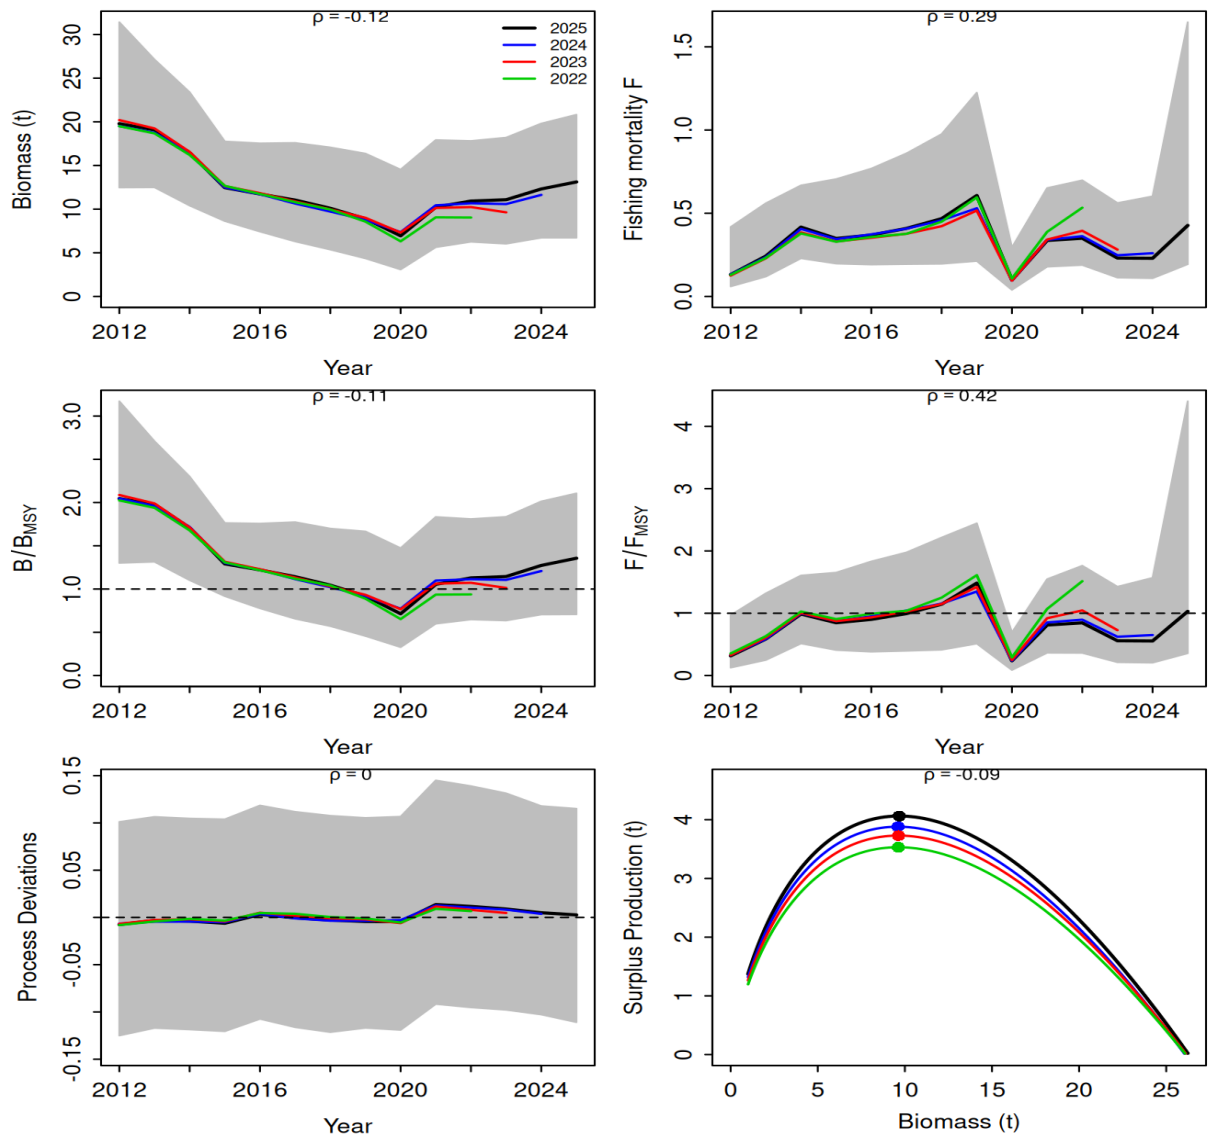 ρ = -0.12
2025
2024
2023
2022
Biomass (t)
30
25
20
15
10
5
0
2012 2016 2020 2024
Year
ρ = 0.29
Fishing mortality F
1.5
1.0
0.5
0.0
2012 2016 2020 2024
Year
ρ = -0.11
B/BMSY
3.0
2.0
1.0
0.0
2012 2016 2020 2024
Year
ρ = 0.42
F/FMSY
4
3
2
1
0
2012 2016 2020 2024
Year
ρ = 0
Process Deviations
0.15
0.05
-0.05
-0.15
2012 2016 2020 2024
Year
ρ = -0.09
Surplus Production (t)
4
3
2
1
0
0 5 10 15 20 25
Biomass (t)